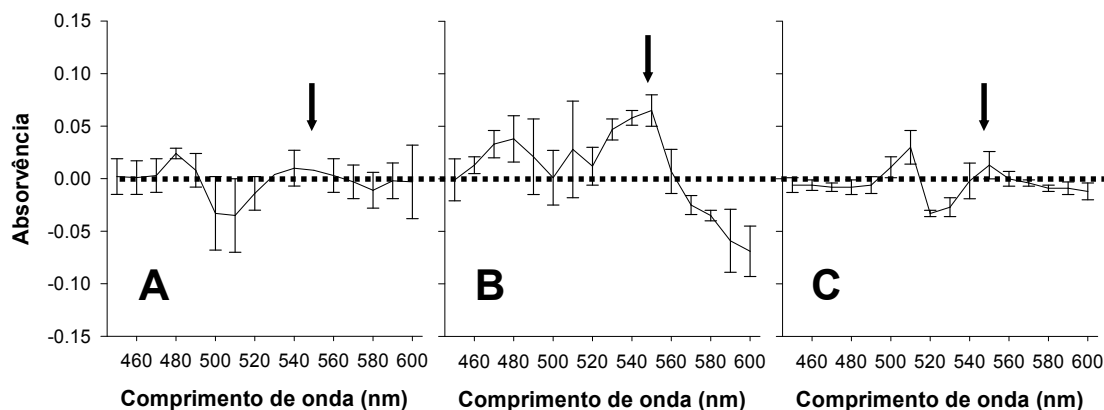 0.15
0.10
0.05
0.00
-0.05
-0.10
-0.15
Absorvência
A
B
C
460 480 500 520 540 560 580 600
460 480 500 520 540 560 580 600
460 480 500 520 540 560 580 600
Comprimento de onda (nm)
Comprimento de onda (nm)
Comprimento de onda (nm)